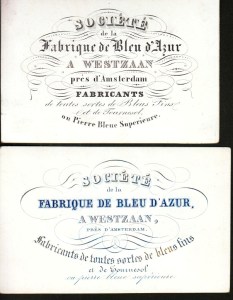 SOCIÉTÉ
de la
Fabrique de Bleu d'Azur
A WESTZAAN
près d'Amsterdam
FABRICANTS
de toutes sortes de Bleus Fins
et de Tournesol
ou Pierre Bleue Superieure.
SOCIÉTÉ
de la
FABRIQUE DE BLEU D'AZUR,
A WESTZAAN,
PRÈS D'AMSTERDAM.
Fabricants de toutes sortes de bleus fins
et de Tournesol
ou pierre bleue supérieure.